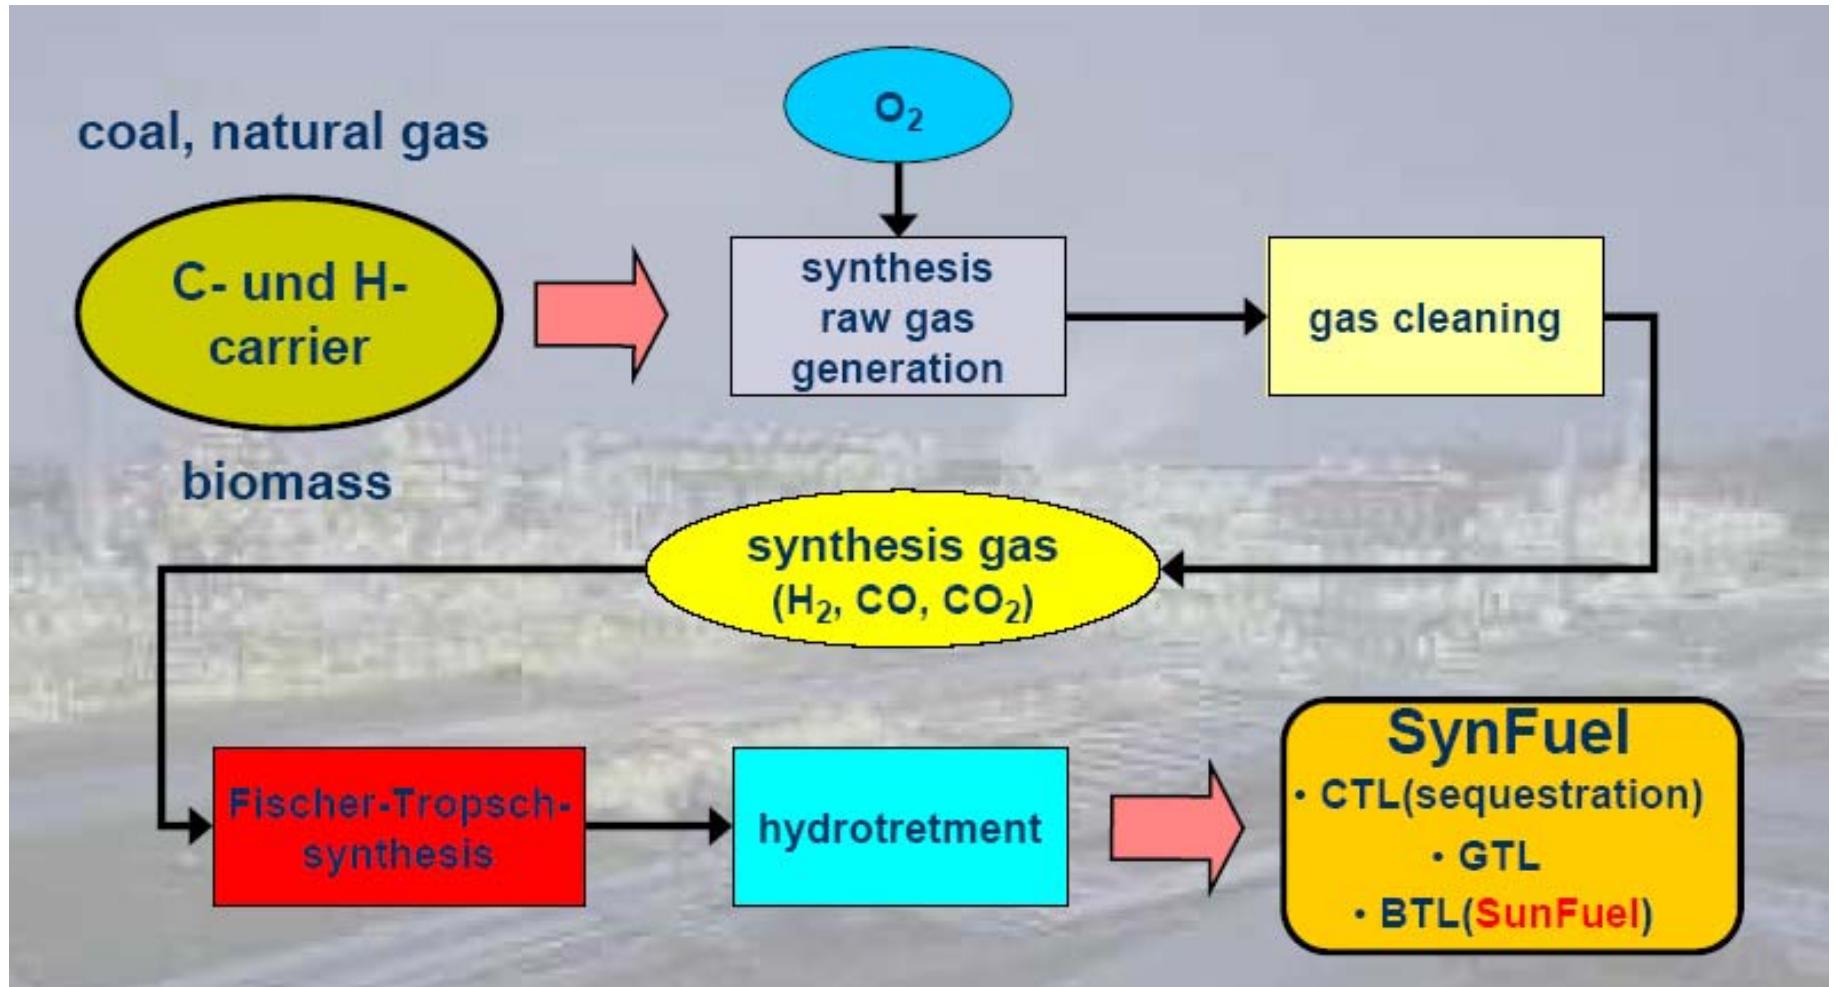 coal, natural gas
C- und H-
carrier
biomass
O₂
synthesis
raw gas
generation
gas cleaning
synthesis gas
(H₂, CO, CO₂)
Fischer-Tropsch-
synthesis
hydrotretment
SynFuel
• CTL(sequestration)
• GTL
• BTL(SunFuel)